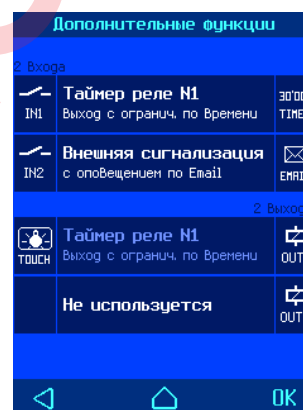 Дополнительные функции
2 Входа
IN1
Таймер реле N1
Выход с огранич. по Времени
30'00
TIME
IN2
Внешняя сигнализация
с оповещением по Email
EMAI
2 Выход
TOUCH
Таймер реле N1
Выход с огранич. по Времени
OUT
Не используется
OUT
OK